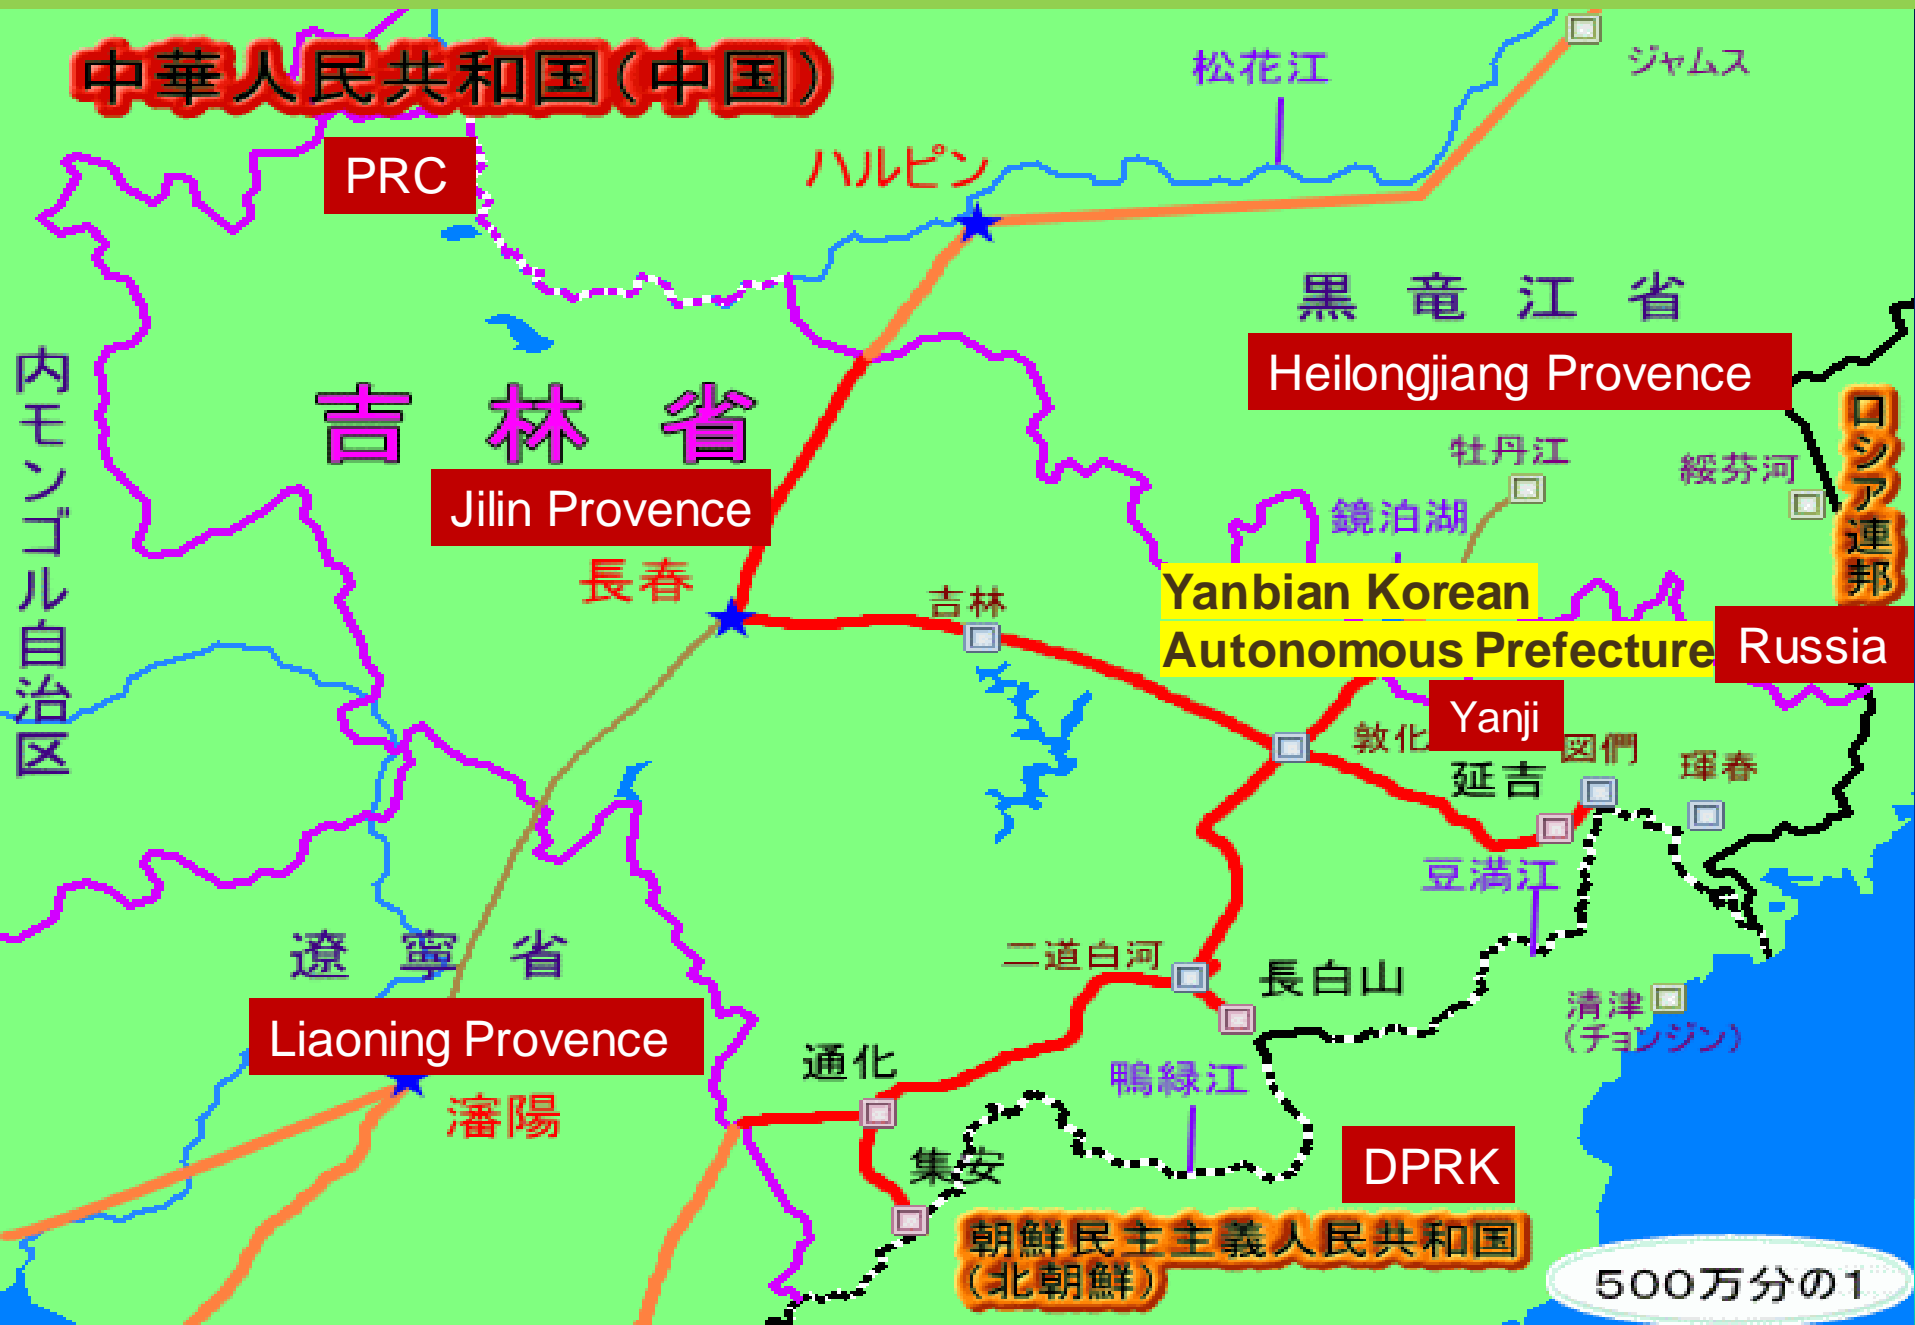 中華人民共和国(中国)
PRC
松花江
ジャムス
ハルピン
黒竜江省
Heilongjiang Provence
内モンゴル自治区
吉林省
Jilin Provence
ロシア連邦
牡丹江
綏芬河
鏡泊湖
長春
吉林
Yanbian Korean
Autonomous Prefecture
Russia
Yanji
敦化
図們
延吉
琿春
豆満江
遼寧省
Liaoning Provence
二道白河
長白山
清津
(チョンジン)
通化
鴨緑江
瀋陽
集安
DPRK
朝鮮民主主義人民共和国
(北朝鮮)
500万分の1